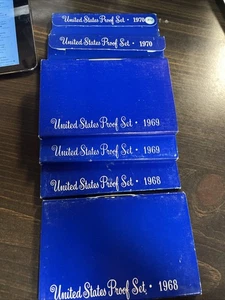 United States Proof Set · 1970
United States Proof Set · 1970
United States Proof Set · 1969
United States Proof Set · 1969
United States Proof Set · 1968
United States Proof Set · 1968